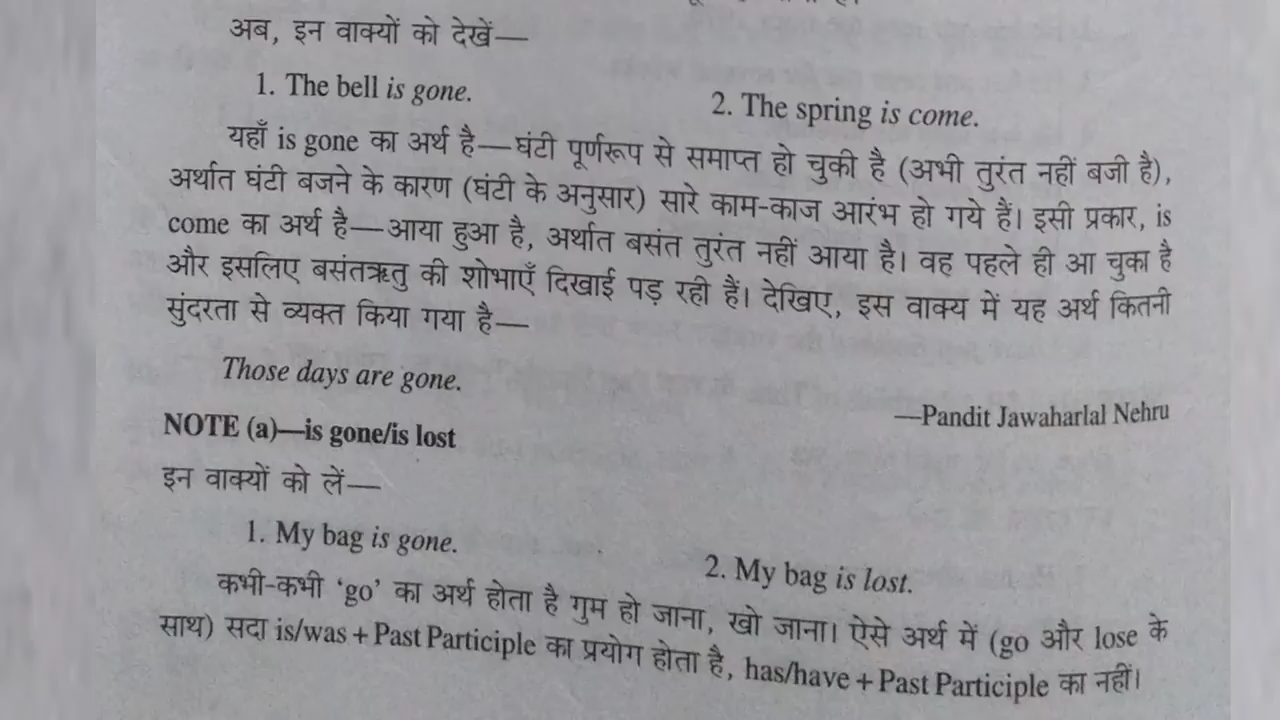 अब, इन वाक्यों को देखें—
1. The bell is gone. 2. The spring is come.
यहाँ is gone का अर्थ है—घंटी पूर्णरूप से समाप्त हो चुकी है (अभी तुरंत नहीं बजी है),
अर्थात घंटी बजने के कारण (घंटी के अनुसार) सारे काम-काज आरंभ हो गये हैं। इसी प्रकार, is
come का अर्थ है—आया हुआ है, अर्थात बसंत तुरंत नहीं आया है। वह पहले ही आ चुका है
और इसलिए बसंतऋतु की शोभाएँ दिखाई पड़ रही हैं। देखिए, इस वाक्य में यह अर्थ कितनी
सुंदरता से व्यक्त किया गया है—
Those days are gone.
—Pandit Jawaharlal Nehru
NOTE (a)—is gone/is lost
इन वाक्यों को लें—
1. My bag is gone. 2. My bag is lost.
कभी-कभी ‘go’ का अर्थ होता है गुम हो जाना, खो जाना। ऐसे अर्थ में (go और lose के
साथ) सदा is/was + Past Participle का प्रयोग होता है, has/have + Past Participle का नहीं।